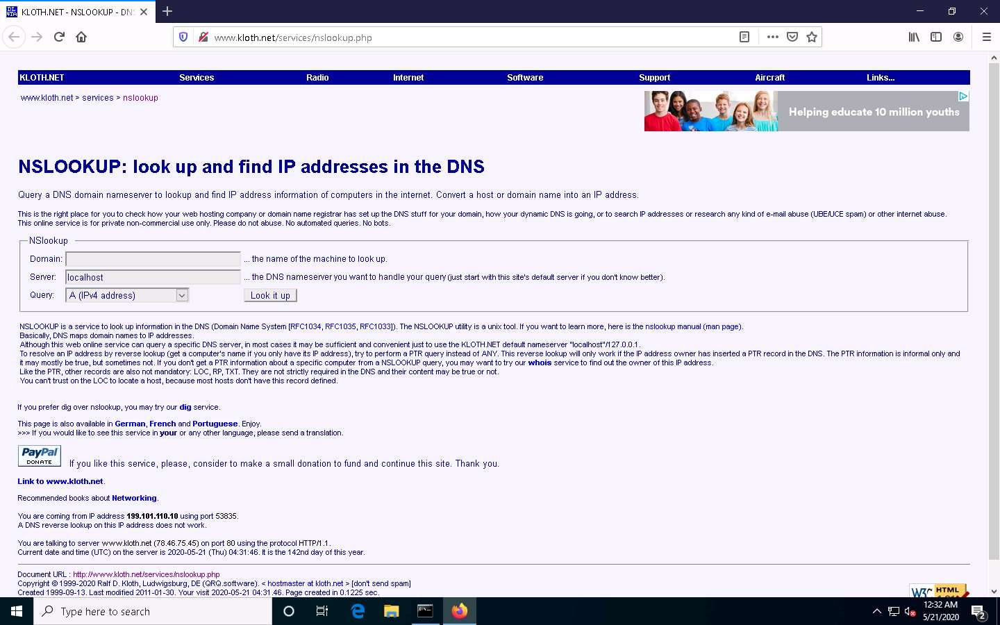 KLOTH.NET - NSLOOKUP - DN
www.kloth.net/services/nslookup.php
KLOTH.NET Services Radio Internet Software Support Aircraft Links...
www.kloth.net > services > nslookup
Helping educate 10 million youths
NSLOOKUP: look up and find IP addresses in the DNS
Query a DNS domain nameserver to lookup and find IP address information of computers in the internet. Convert a host or domain name into an IP address.
This is the right place for you to check how your web hosting company or domain name registrar has set up the DNS stuff for your domain, how your dynamic DNS is going, or to search IP addresses or research any kind of e-mail abuse (UBE/UCE spam) or other internet abuse.
This online service is for private non-commercial use only. Please do not abuse. No automated queries. No bots.
NSlookup
Domain: ... the name of the machine to look up.
Server: localhost ... the DNS nameserver you want to handle your query (just start with this site's default server if you don't know better).
Query: A (IPv4 address) Look it up
NSLOOKUP is a service to look up information in the DNS (Domain Name System [RFC1034, RFC1035, RFC1033]). The NSLOOKUP utility is a unix tool. If you want to learn more, here is the nslookup manual (man page).
Basically, DNS maps domain names to IP addresses.
Although this web online service can query a specific DNS server, in most cases it may be sufficient and convenient just to use the KLOTH.NET default nameserver "localhost"/127.0.0.1.
To resolve an IP address by reverse lookup (get a computer's name if you only have its IP address), try to perform a PTR query instead of ANY. This reverse lookup will only work if the IP address owner has inserted a PTR record in the DNS. The PTR information is informal only and
it may mostly be true, but sometimes not. If you don't get a PTR information about a specific computer from a NSLOOKUP query, you may want to try our whois service to find out the owner of this IP address.
Like the PTR, other records are also not mandatory: LOC, RP, TXT. They are not strictly required in the DNS and their content may be true or not.
You can't trust on the LOC to locate a host, because most hosts don't have this record defined.
If you prefer dig over nslookup, you may try our dig service.
This page is also available in German, French and Portuguese. Enjoy.
>>> If you would like to see this service in your or any other language, please send a translation.
PayPal
DONATE
If you like this service, please, consider to make a small donation to fund and continue this site. Thank you.
Link to www.kloth.net.
Recommended books about Networking.
You are coming from IP address 199.101.110.10 using port 53835.
A DNS reverse lookup on this IP address does not work.
You are talking to server www.kloth.net (78.46.75.45) on port 80 using the protocol HTTP/1.1.
Current date and time (UTC) on the server is 2020-05-21 (Thu) 04:31:46. It is the 142nd day of this year.
Document URL : http://www.kloth.net/services/nslookup.php
Copyright © 1999-2020 Ralf D. Kloth, Ludwigsburg, DE (QRQ.software). < hostmaster at kloth.net > [don't send spam]
Created 1999-09-13. Last modified 2011-01-30. Your visit 2020-05-21 04:31.46. Page created in 0.1225 sec.
W3C HTML
Type here to search
12:32 AM
5/21/2020
2